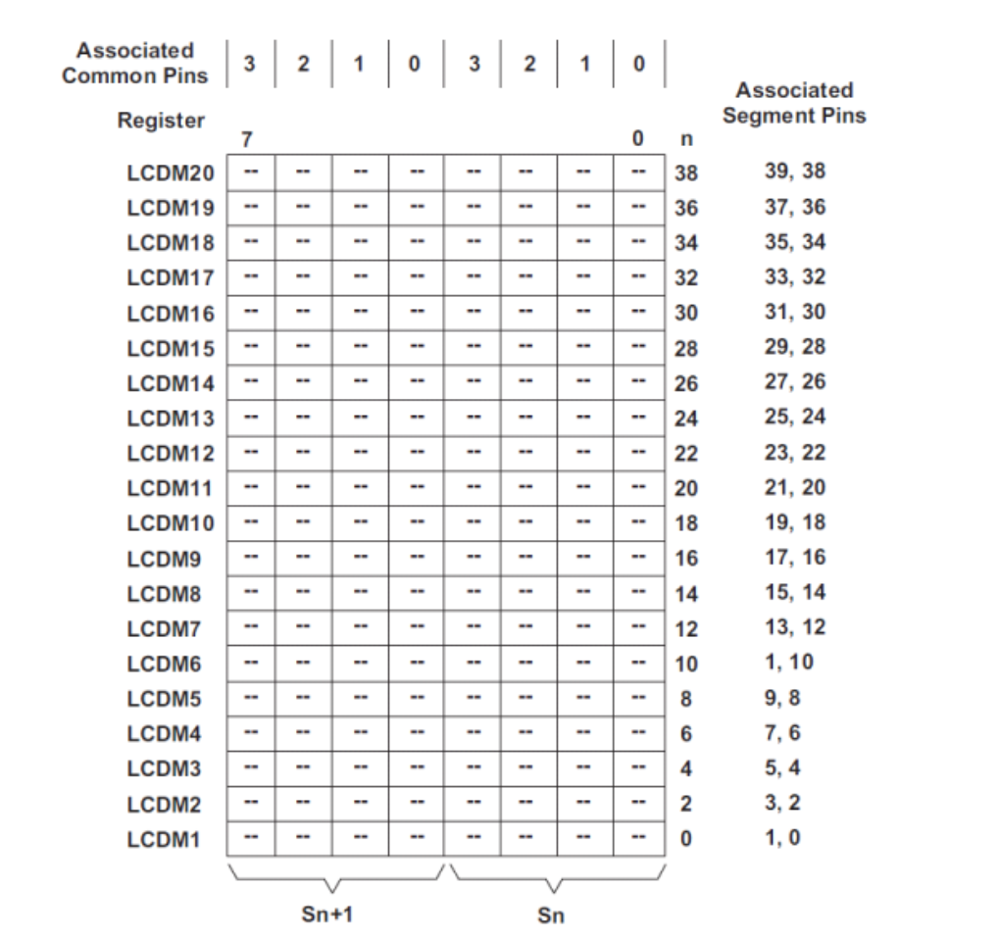 Associated
Common Pins 3 2 1 0 3 2 1 0
Associated
Segment Pins
Register 7 0 n
LCDM20 -- -- -- -- -- -- -- -- 38 39, 38
LCDM19 -- -- -- -- -- -- -- -- 36 37, 36
LCDM18 -- -- -- -- -- -- -- -- 34 35, 34
LCDM17 -- -- -- -- -- -- -- -- 32 33, 32
LCDM16 -- -- -- -- -- -- -- -- 30 31, 30
LCDM15 -- -- -- -- -- -- -- -- 28 29, 28
LCDM14 -- -- -- -- -- -- -- -- 26 27, 26
LCDM13 -- -- -- -- -- -- -- -- 24 25, 24
LCDM12 -- -- -- -- -- -- -- -- 22 23, 22
LCDM11 -- -- -- -- -- -- -- -- 20 21, 20
LCDM10 -- -- -- -- -- -- -- -- 18 19, 18
LCDM9 -- -- -- -- -- -- -- -- 16 17, 16
LCDM8 -- -- -- -- -- -- -- -- 14 15, 14
LCDM7 -- -- -- -- -- -- -- -- 12 13, 12
LCDM6 -- -- -- -- -- -- -- -- 10 1, 10
LCDM5 -- -- -- -- -- -- -- -- 8 9, 8
LCDM4 -- -- -- -- -- -- -- -- 6 7, 6
LCDM3 -- -- -- -- -- -- -- -- 4 5, 4
LCDM2 -- -- -- -- -- -- -- -- 2 3, 2
LCDM1 -- -- -- -- -- -- -- -- 0 1, 0
Sn+1 Sn